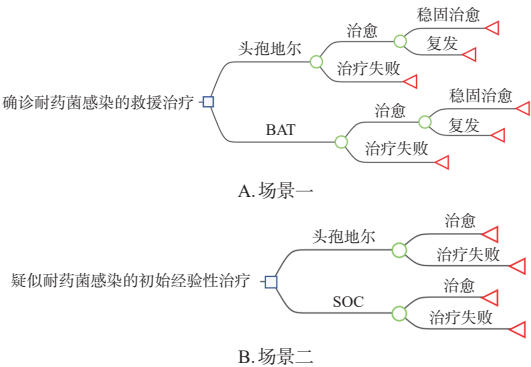 稳固治愈
治愈
复发
头孢地尔
治疗失败
确诊耐药菌感染的救援治疗
稳固治愈
治愈
复发
BAT
治疗失败
A.场景一
治愈
头孢地尔
治疗失败
疑似耐药菌感染的初始经验性治疗
治愈
SOC
治疗失败
B.场景二